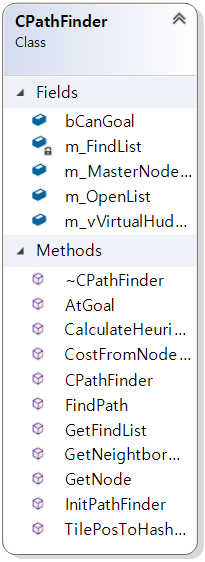 CPathFinder
Class
Fields
bCanGoal
m_FindList
m_MasterNode...
m_OpenList
m_vVirtualHud...
Methods
~CPathFinder
AtGoal
CalculateHeuri...
CostFromNode...
CPathFinder
FindPath
GetFindList
GetNeightbor...
GetNode
InitPathFinder
TilePosToHash...